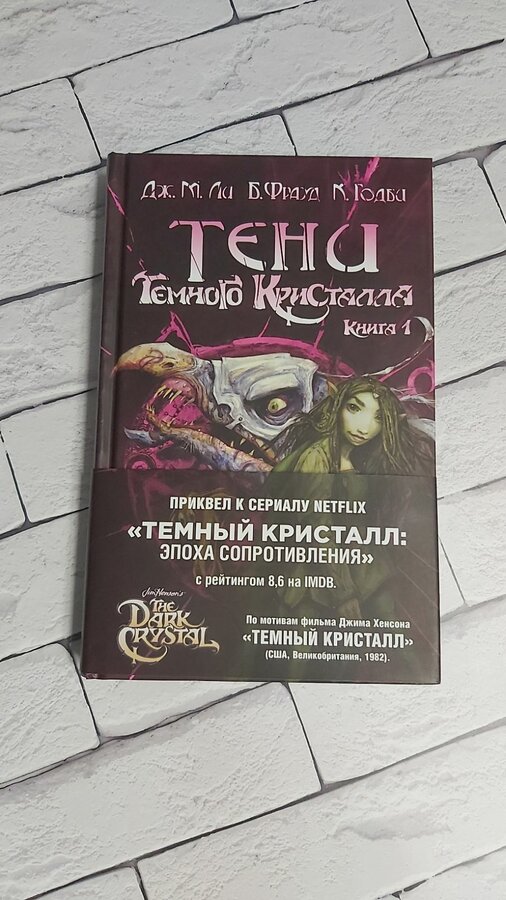 Дж. М. Ли Б. Фрауд К. Годби
ТЕНИ
Темного Кристалла
Книга 1
ПРИКВЕЛ К СЕРИАЛУ NETFLIX
«ТЕМНЫЙ КРИСТАЛЛ:
ЭПОХА СОПРОТИВЛЕНИЯ»
с рейтингом 8,6 на IMDB.
Jim Henson's
THE
DARK
CRYSTAL
По мотивам фильма Джима Хенсона
«ТЕМНЫЙ КРИСТАЛЛ»
(США, Великобритания, 1982).